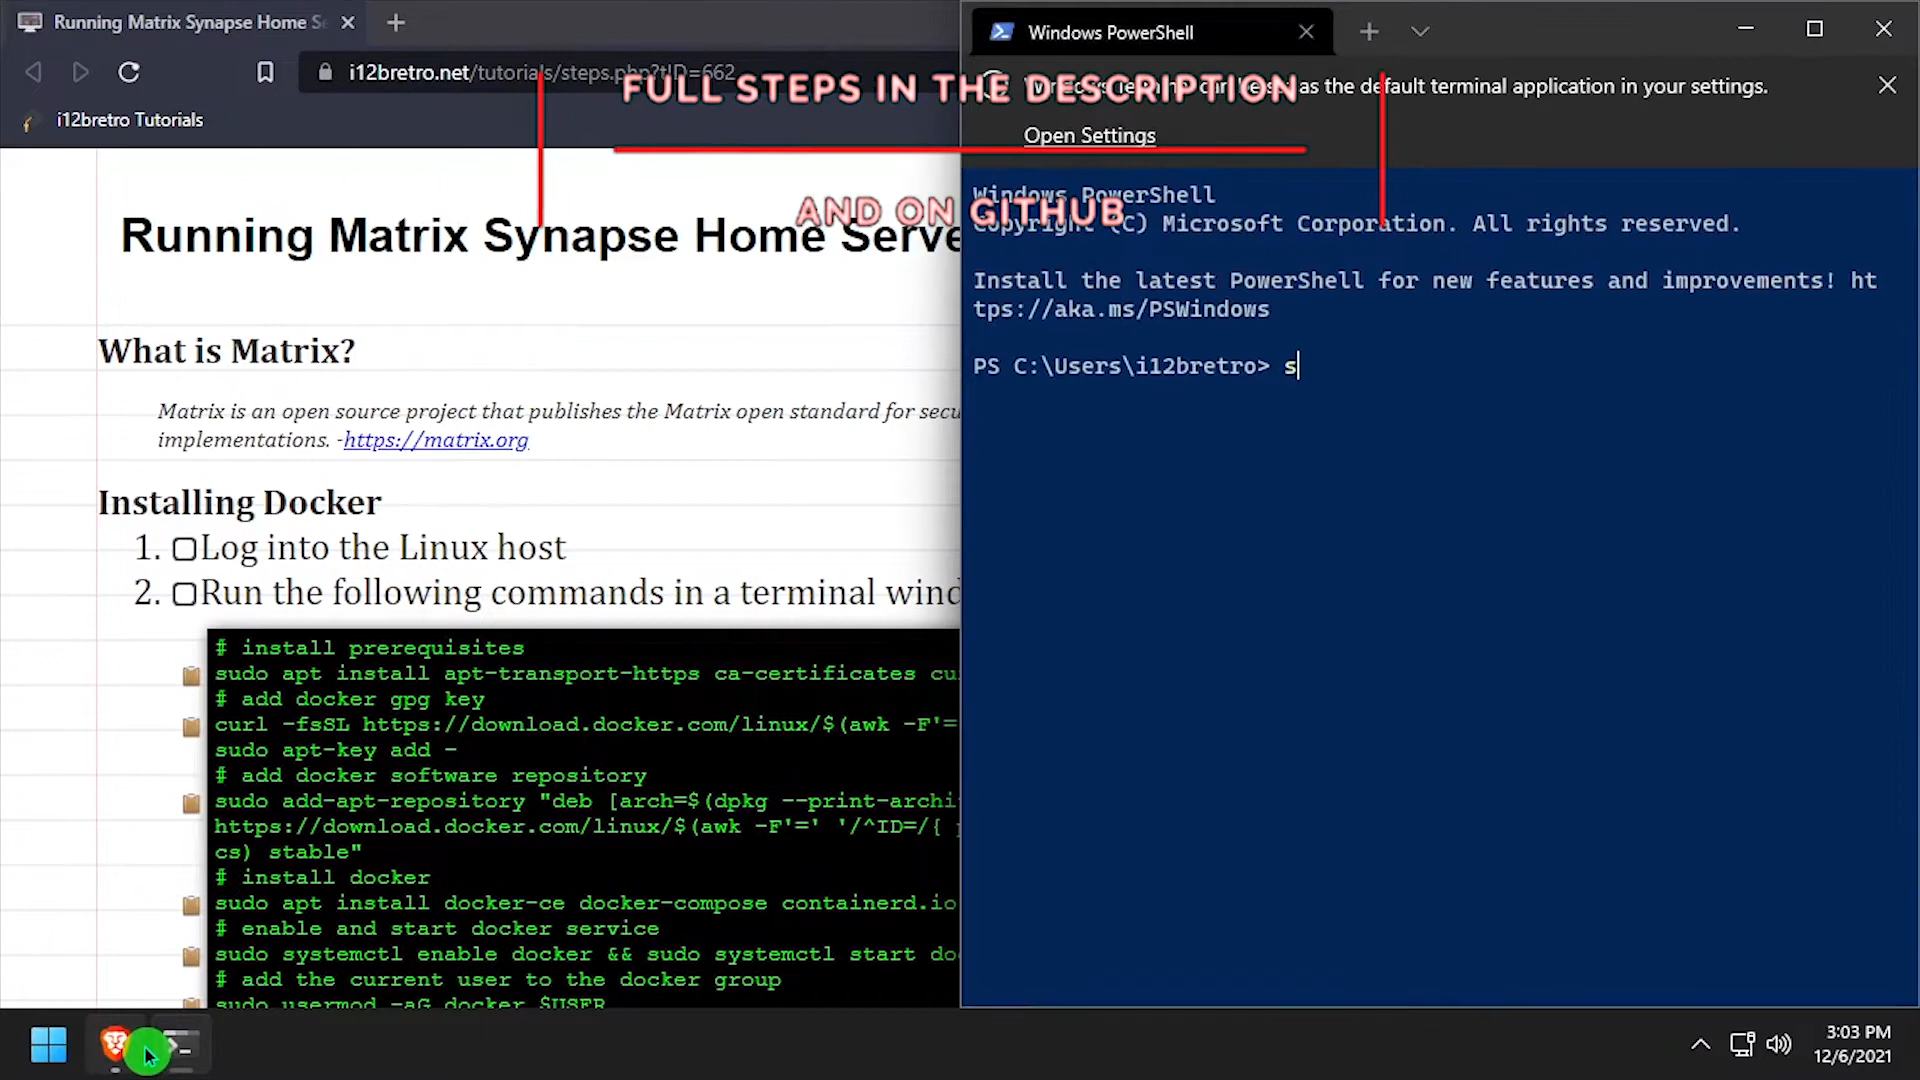 Running Matrix Synapse Home Se
i12bretro.net/tutorials/steps.php?tID=662
i12bretro Tutorials
FULL STEPS IN THE DESCRIPTION
AND ON GITHUB
Running Matrix Synapse Home Serve
What is Matrix?
Matrix is an open source project that publishes the Matrix open standard for secu
implementations. -https://matrix.org
Installing Docker
1. Log into the Linux host
2. Run the following commands in a terminal wind
# install prerequisites
sudo apt install apt-transport-https ca-certificates cu
# add docker gpg key
curl -fsSL https://download.docker.com/linux/$(awk -F'=
sudo apt-key add -
# add docker software repository
sudo add-apt-repository "deb [arch=$(dpkg --print-archi
https://download.docker.com/linux/$(awk -F'=' '/^ID=/{ p
cs) stable"
# install docker
sudo apt install docker-ce docker-compose containerd.io
# enable and start docker service
sudo systemctl enable docker && sudo systemctl start do
# add the current user to the docker group
sudo usermod -aG docker $USER
Windows PowerShell
as the default terminal application in your settings.
Open Settings
Windows PowerShell
Copyright (C) Microsoft Corporation. All rights reserved.
Install the latest PowerShell for new features and improvements! ht
tps://aka.ms/PSWindows
PS C:\Users\i12bretro> s
3:03 PM
12/6/2021